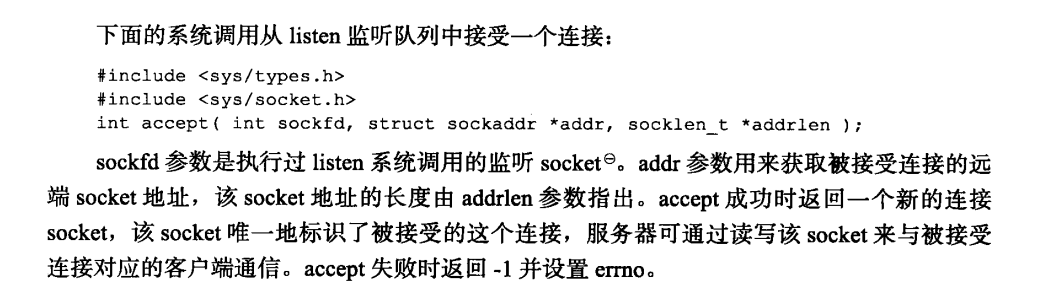 下面的系统调用从 listen 监听队列中接受一个连接：
#include <sys/types.h>
#include <sys/socket.h>
int accept( int sockfd, struct sockaddr *addr, socklen_t *addrlen );
sockfd 参数是执行过 listen 系统调用的监听 socket㊀。addr 参数用来获取被接受连接的远
端 socket 地址，该 socket 地址的长度由 addrlen 参数指出。accept 成功时返回一个新的连接
socket，该 socket 唯一地标识了被接受的这个连接，服务器可通过读写该 socket 来与被接受
连接对应的客户端通信。accept 失败时返回 -1 并设置 errno。